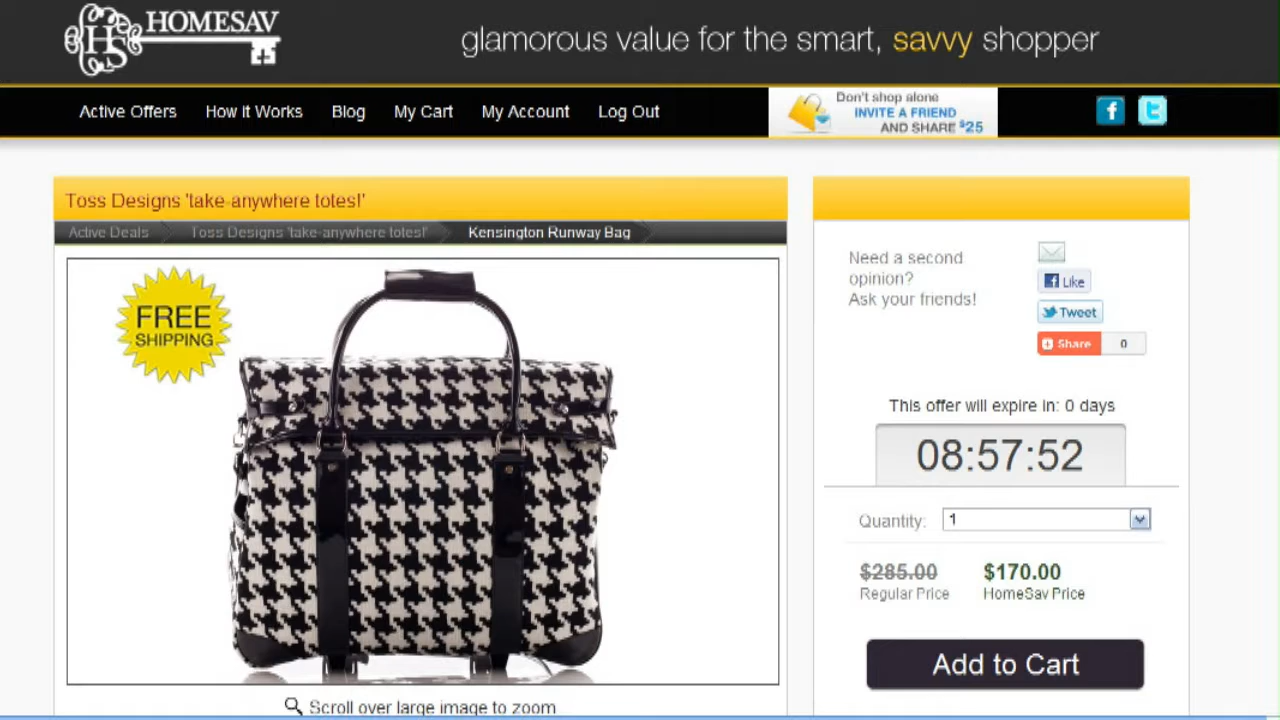 HS HOMESAV
glamorous value for the smart, savvy shopper
Active Offers How It Works Blog My Cart My Account Log Out
Don't shop alone
INVITE A FRIEND
AND SHARE $25
f t
Toss Designs 'take-anywhere totes!'
Active Deals Toss Designs 'take-anywhere totes!' Kensington Runway Bag
FREE
SHIPPING
Scroll over large image to zoom
Need a second
opinion?
Ask your friends!
f Like
Tweet
Share 0
This offer will expire in: 0 days
08:57:52
Quantity: 1
$285.00 $170.00
Regular Price HomeSav Price
Add to Cart